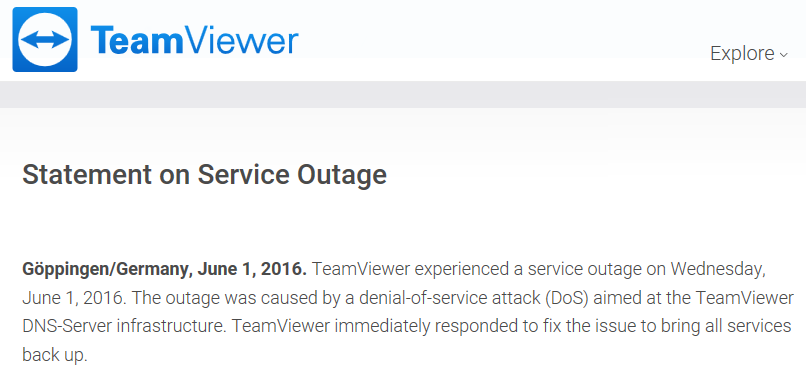 TeamViewer
Explore
Statement on Service Outage
Göppingen/Germany, June 1, 2016. TeamViewer experienced a service outage on Wednesday,
June 1, 2016. The outage was caused by a denial-of-service attack (DoS) aimed at the TeamViewer
DNS-Server infrastructure. TeamViewer immediately responded to fix the issue to bring all services
back up.